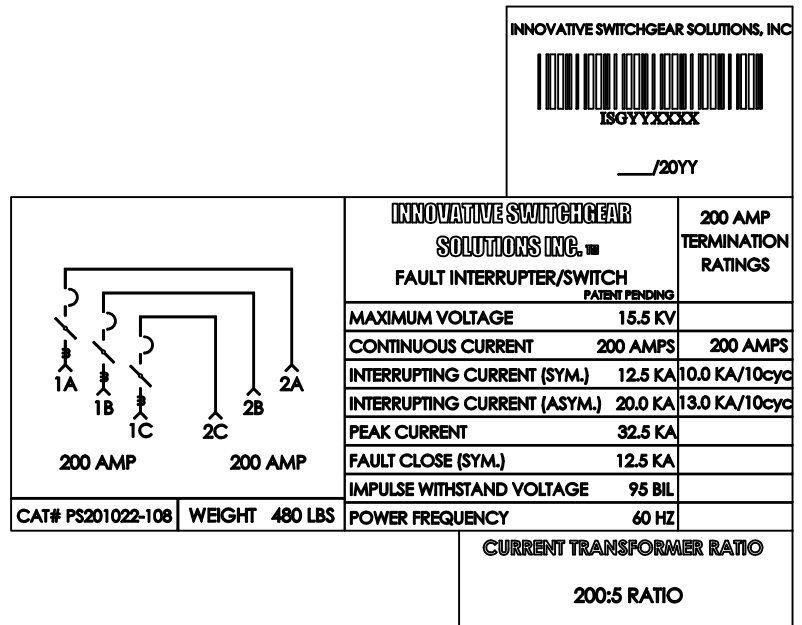 INNOVATIVE SWITCHGEAR SOLUTIONS, INC
ISGYYXXXX
____/20YY
1A
1B
1C
2C
2B
2A
200 AMP 200 AMP
CAT# PS201022-108 WEIGHT 480 LBS
INNOVATIVE SWITCHGEAR
SOLUTIONS INC. ™
FAULT INTERRUPTER/SWITCH
PATENT PENDING
200 AMP
TERMINATION
RATINGS
MAXIMUM VOLTAGE 15.5 KV
CONTINUOUS CURRENT 200 AMPS 200 AMPS
INTERRUPTING CURRENT (SYM.) 12.5 KA 10.0 KA/10cyc
INTERRUPTING CURRENT (ASYM.) 20.0 KA 13.0 KA/10cyc
PEAK CURRENT 32.5 KA
FAULT CLOSE (SYM.) 12.5 KA
IMPULSE WITHSTAND VOLTAGE 95 BIL
POWER FREQUENCY 60 HZ
CURRENT TRANSFORMER RATIO
200:5 RATIO